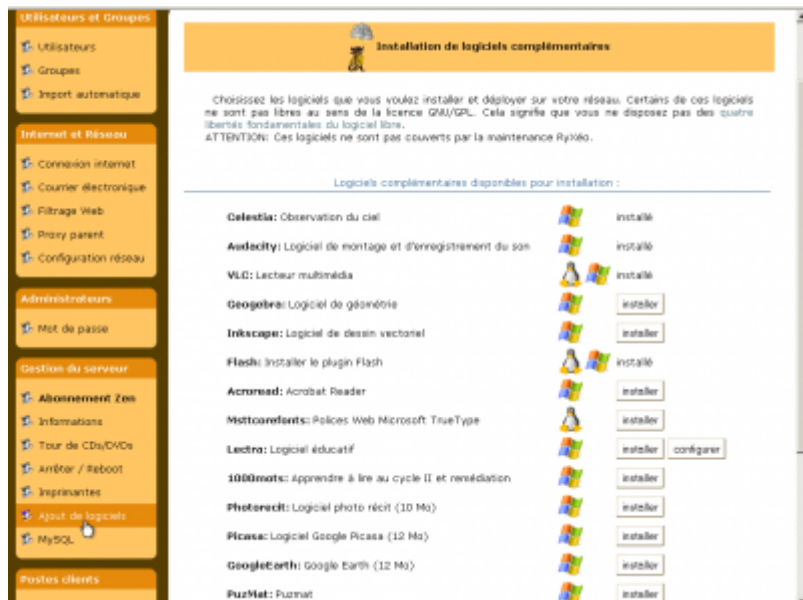 Utilisateurs et Groupes
Utilisateurs
Groupes
Import automatique
Internet et Réseau
Connexion internet
Courrier électronique
Filtrage Web
Proxy parent
Configuration réseau
Administrateurs
Mot de passe
Gestion du serveur
Abonnement Zen
Informations
Tour de CDs/DVDs
Arrêter / Reboot
Imprimantes
Ajout de logiciels
MySQL
Postes clients
Installation de logiciels complémentaires
Choisissez les logiciels que vous voulez installer et déployer sur votre réseau. Certains de ces logiciels
ne sont pas libres au sens de la licence GNU/GPL. Cela signifie que vous ne disposez pas des quatre
libertés fondamentales du logiciel libre.
ATTENTION: Ces logiciels ne sont pas couverts par la maintenance RyXéo.
Logiciels complémentaires disponibles pour installation :
Celestia: Observation du ciel installé
Audacity: Logiciel de montage et d'enregistrement du son installé
VLC: Lecteur multimédia installé
Geogebra: Logiciel de géométrie installer
Inkscape: Logiciel de dessin vectoriel installer
Flash: Installer le plugin Flash installé
Acroread: Acrobat Reader installer
Msttcorefonts: Polices Web Microsoft TrueType installer
Lectra: Logiciel éducatif installer configurer
1000mots: Apprendre à lire au cycle II et remédiation installer
Photorecit: Logiciel photo récit (10 Mo) installer
Picasa: Logiciel Google Picasa (12 Mo) installer
GoogleEarth: Google Earth (12 Mo) installer
PuzMat: Puzmat installer